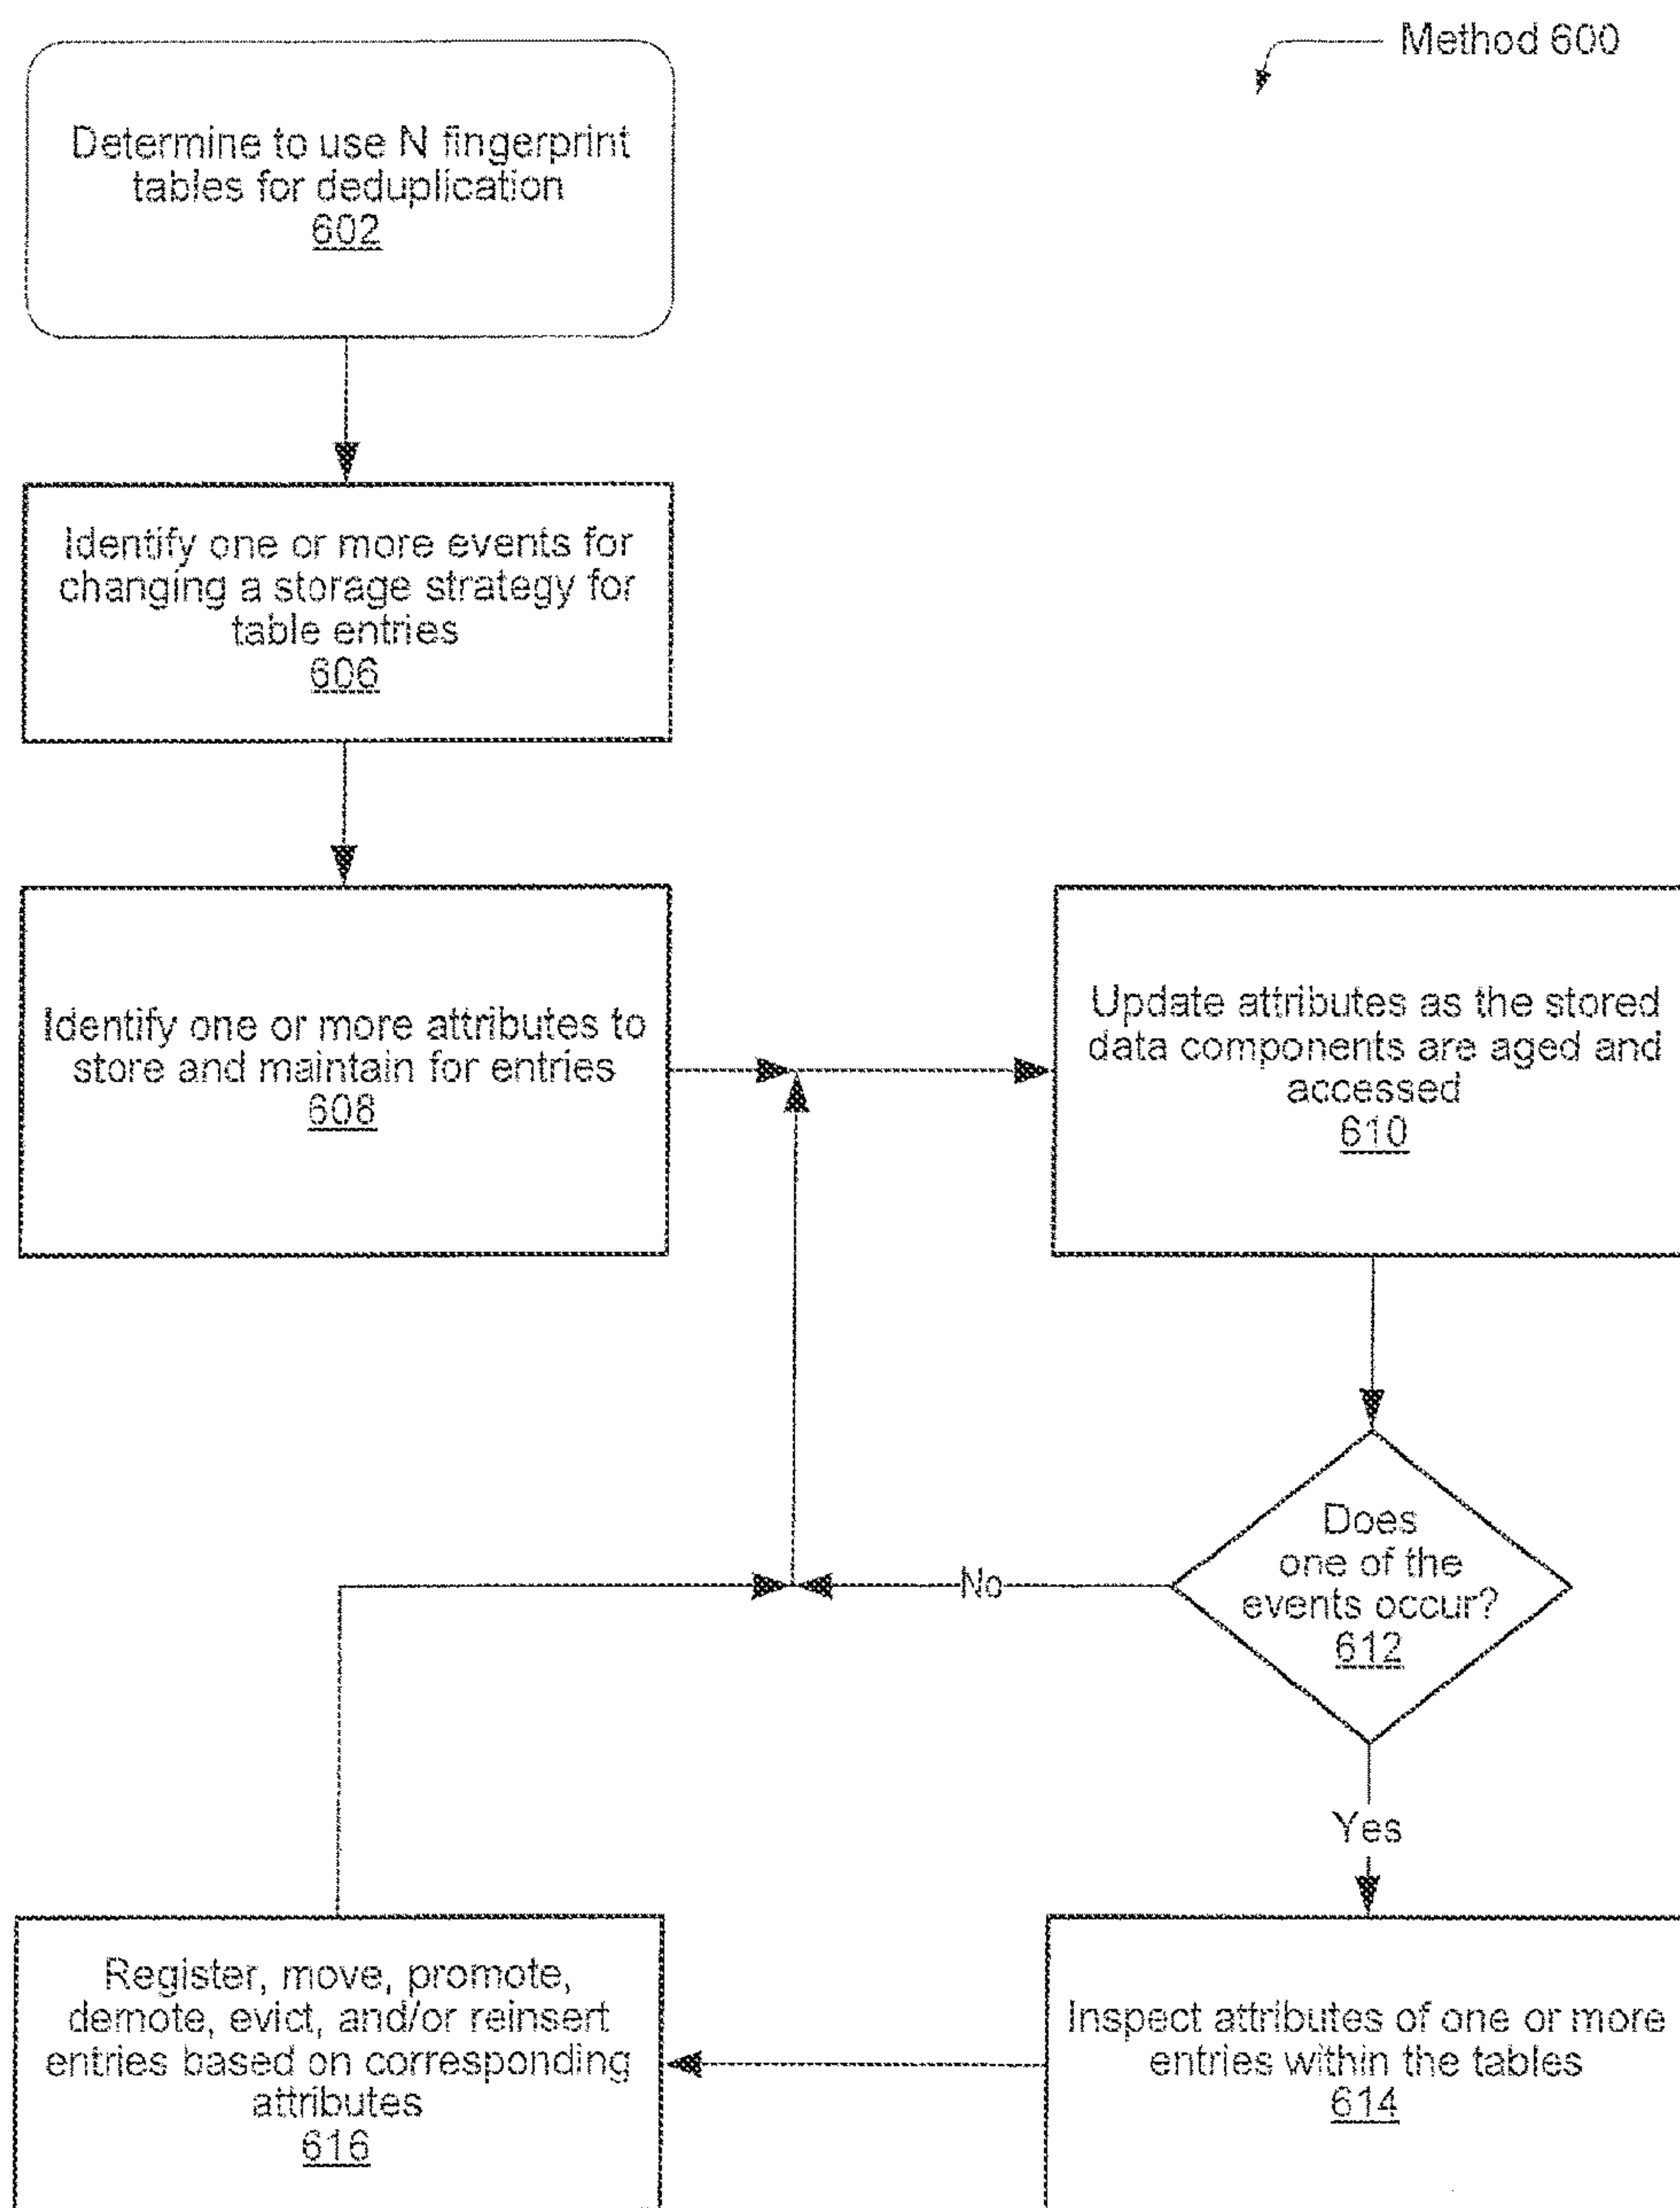 Method 600
Determine to use N fingerprint
tables for deduplication
602
Identify one or more events for
changing a storage strategy for
table entries
606
Identify one or more attributes to
store and maintain for entries
608
Update attributes as the stored
data components are aged and
accessed
610
Does
one of the
events occur?
612
No
Yes
Inspect attributes of one or more
entries within the tables
614
Register, move, promote,
demote, evict, and/or reinsert
entries based on corresponding
attributes
616